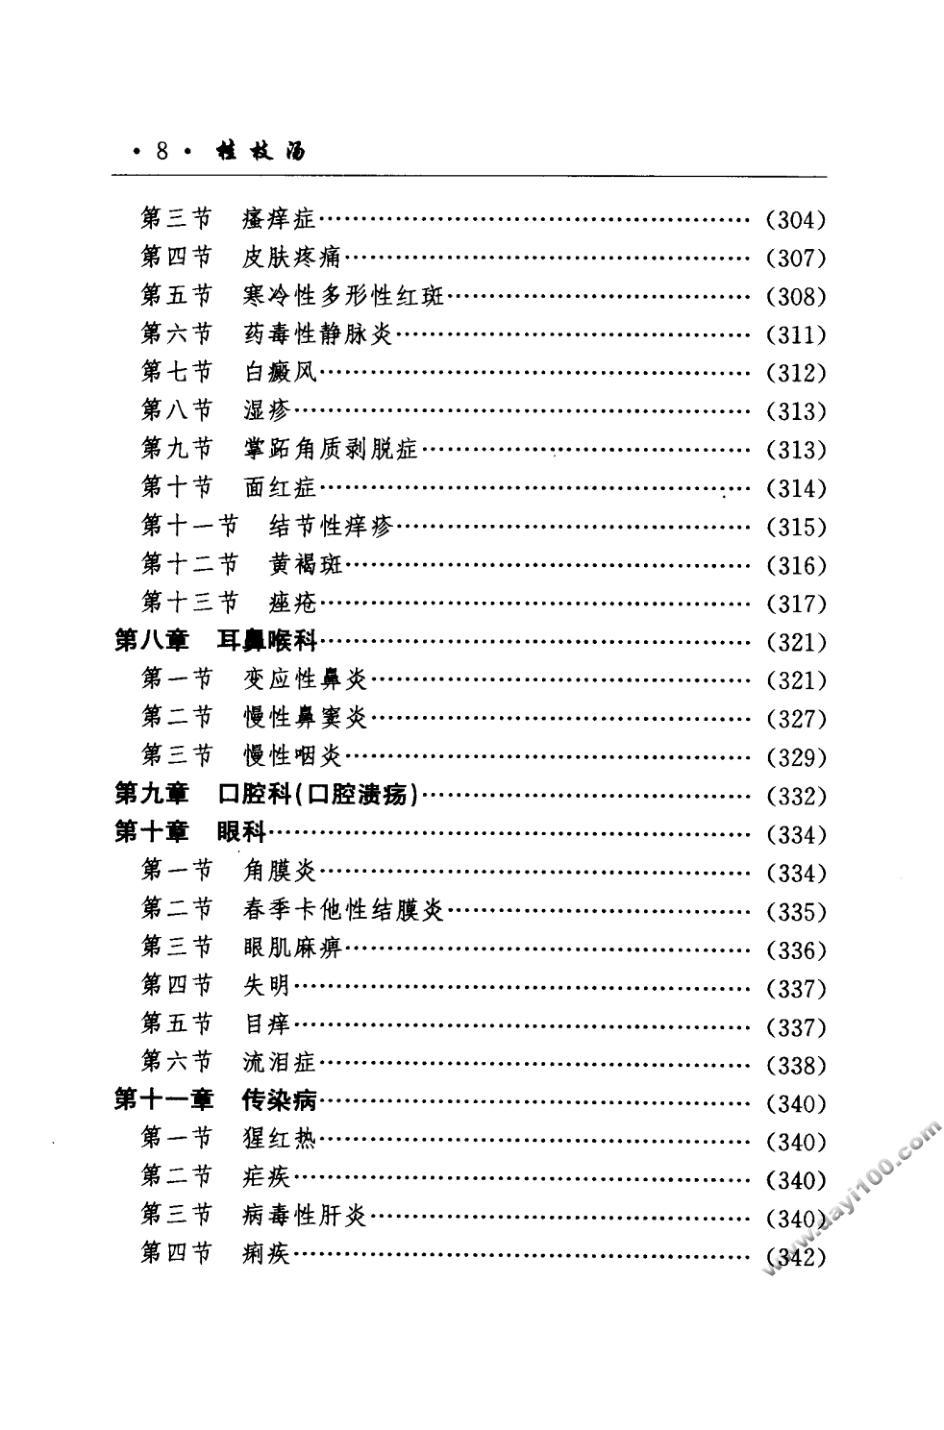 ·8· 桂枝汤
第三节 瘙痒症……………………………………………(304)
第四节 皮肤疼痛…………………………………………(307)
第五节 寒冷性多形性红斑………………………………(308)
第六节 药毒性静脉炎……………………………………(311)
第七节 白癜风……………………………………………(312)
第八节 湿疹………………………………………………(313)
第九节 掌跖角质剥脱症…………………………………(313)
第十节 面红症……………………………………………(314)
第十一节 结节性痒疹……………………………………(315)
第十二节 黄褐斑…………………………………………(316)
第十三节 痤疮……………………………………………(317)
第八章 耳鼻喉科…………………………………………(321)
第一节 变应性鼻炎………………………………………(321)
第二节 慢性鼻窦炎………………………………………(327)
第三节 慢性咽炎…………………………………………(329)
第九章 口腔科(口腔溃疡)………………………………(332)
第十章 眼科………………………………………………(334)
第一节 角膜炎……………………………………………(334)
第二节 春季卡他性结膜炎………………………………(335)
第三节 眼肌麻痹…………………………………………(336)
第四节 失明………………………………………………(337)
第五节 目痒………………………………………………(337)
第六节 流泪症……………………………………………(338)
第十一章 传染病…………………………………………(340)
第一节 猩红热……………………………………………(340)
第二节 疟疾………………………………………………(340)
第三节 病毒性肝炎………………………………………(340)
第四节 痢疾………………………………………………(342)
www.dayi100.com